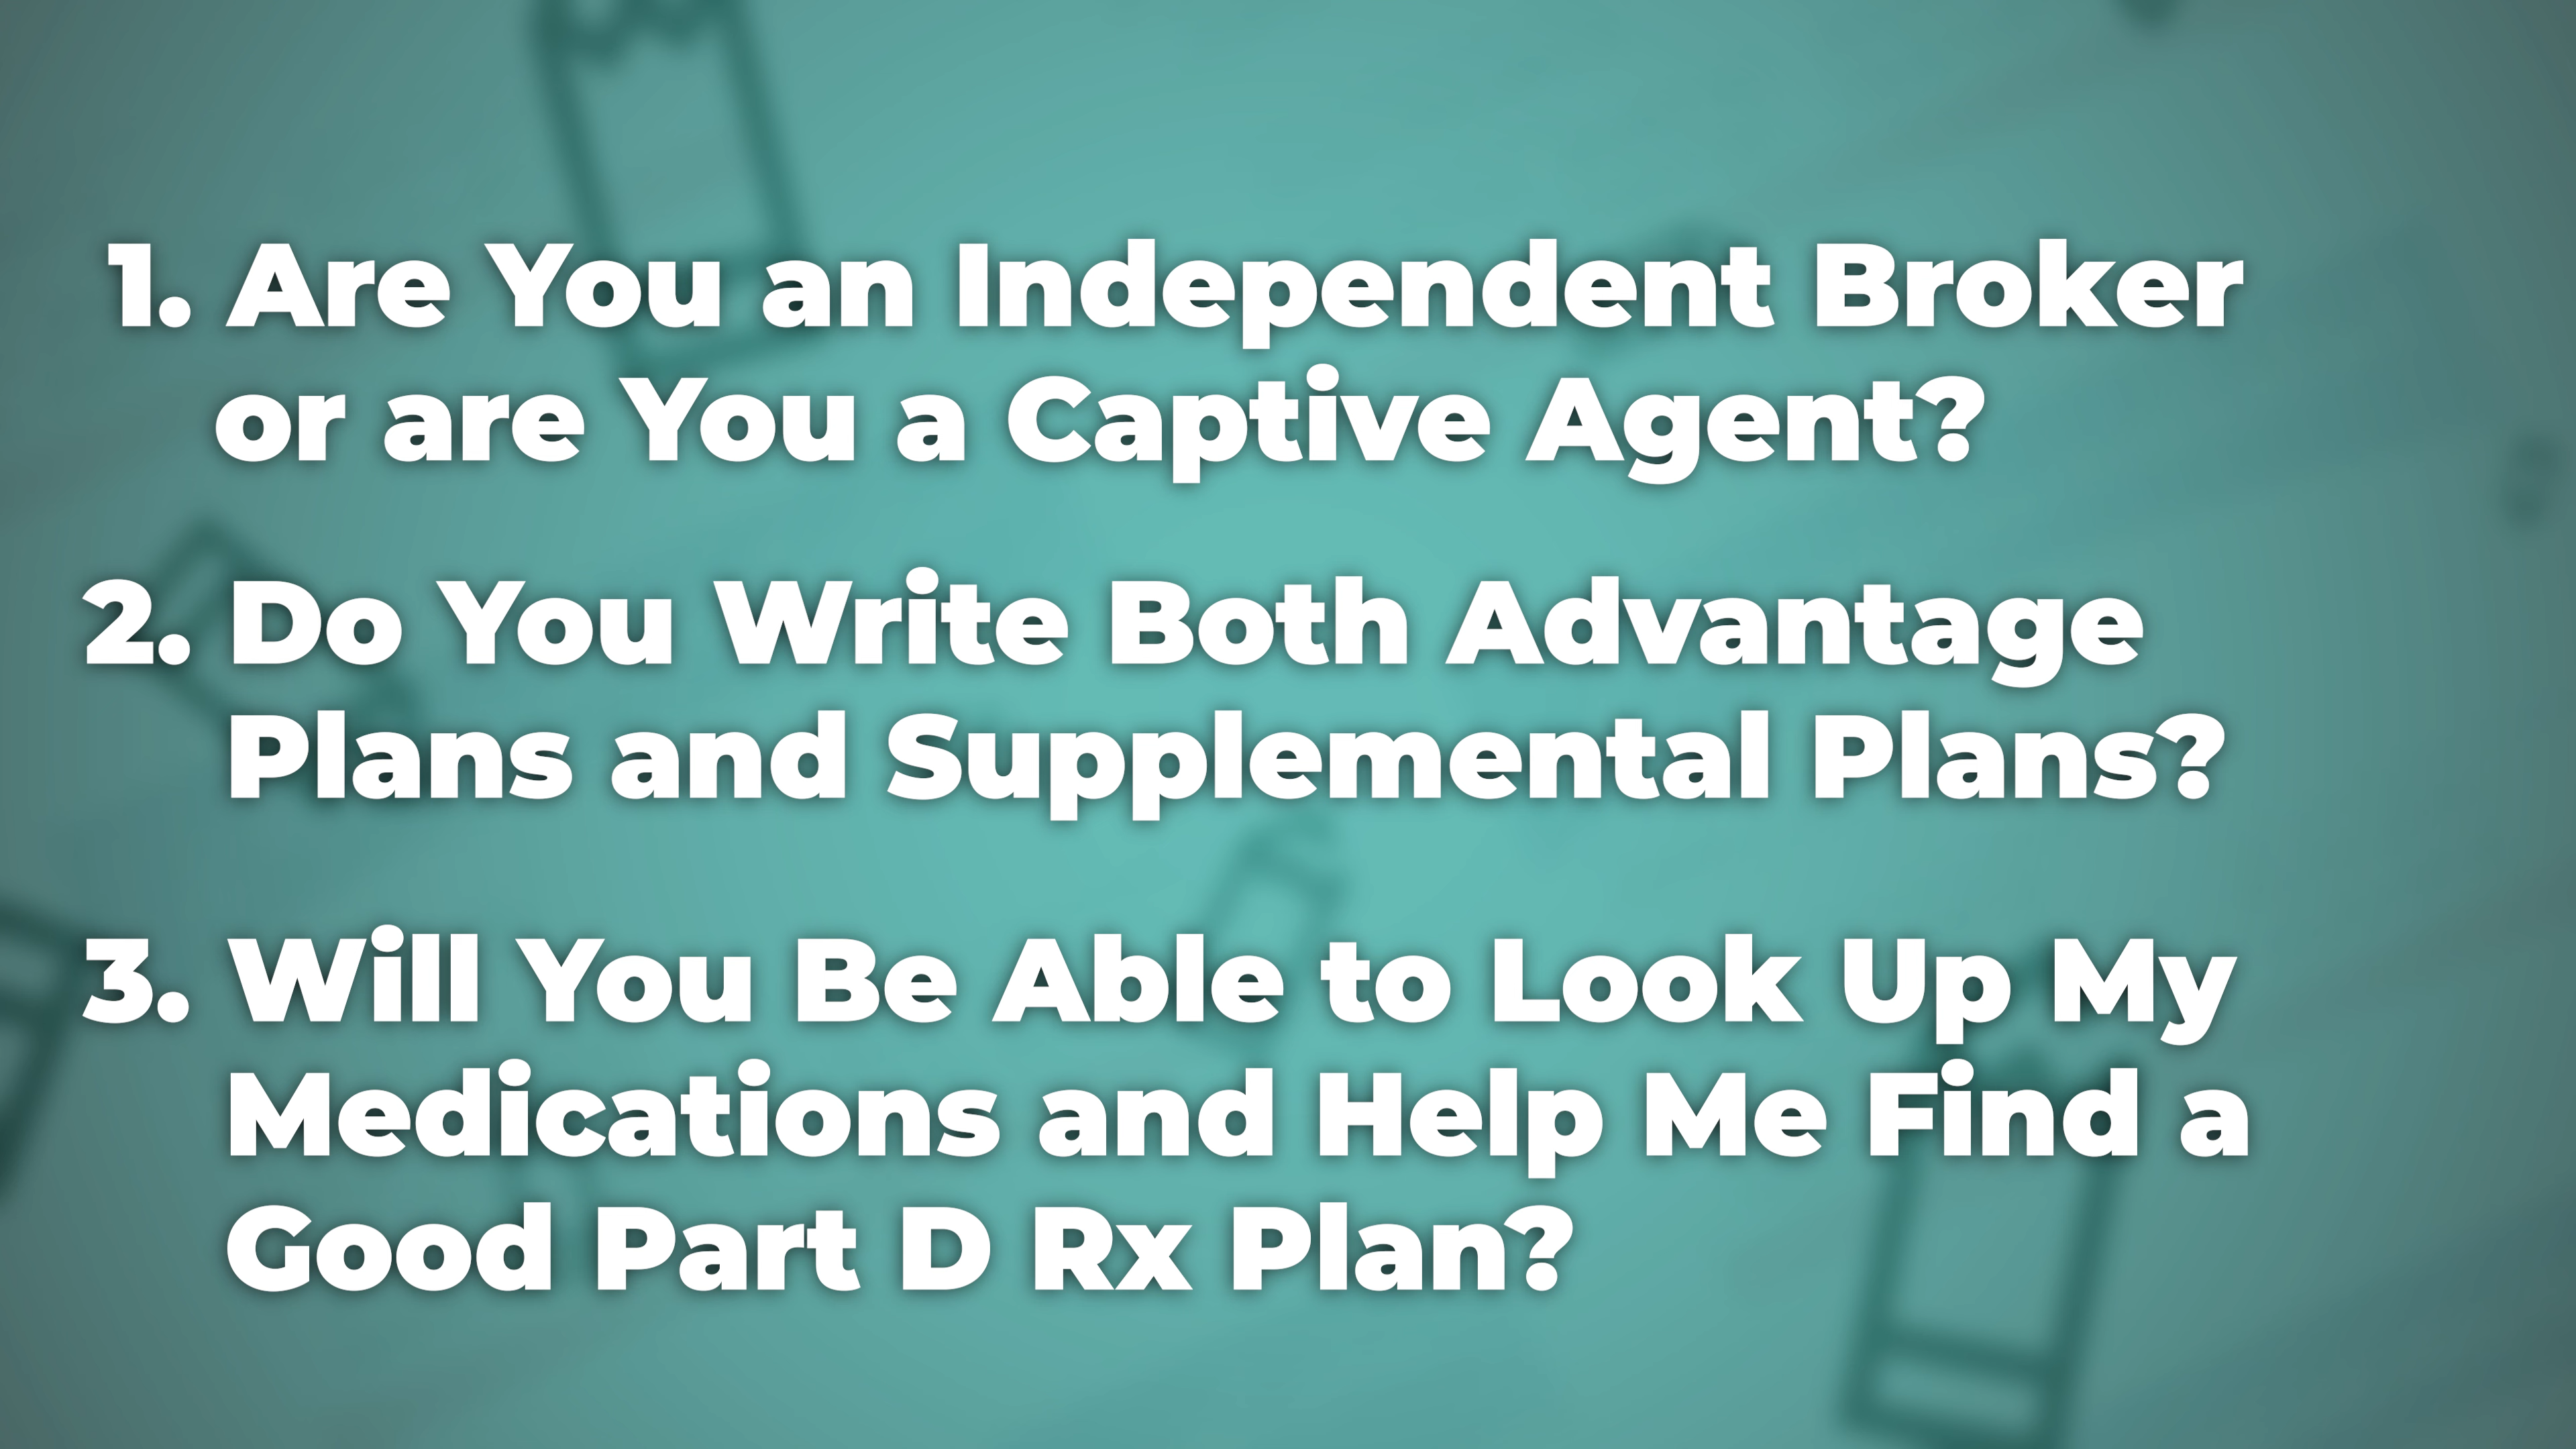 1. Are You an Independent Broker
or are You a Captive Agent?
2. Do You Write Both Advantage
Plans and Supplemental Plans?
3. Will You Be Able to Look Up My
Medications and Help Me Find a
Good Part D Rx Plan?